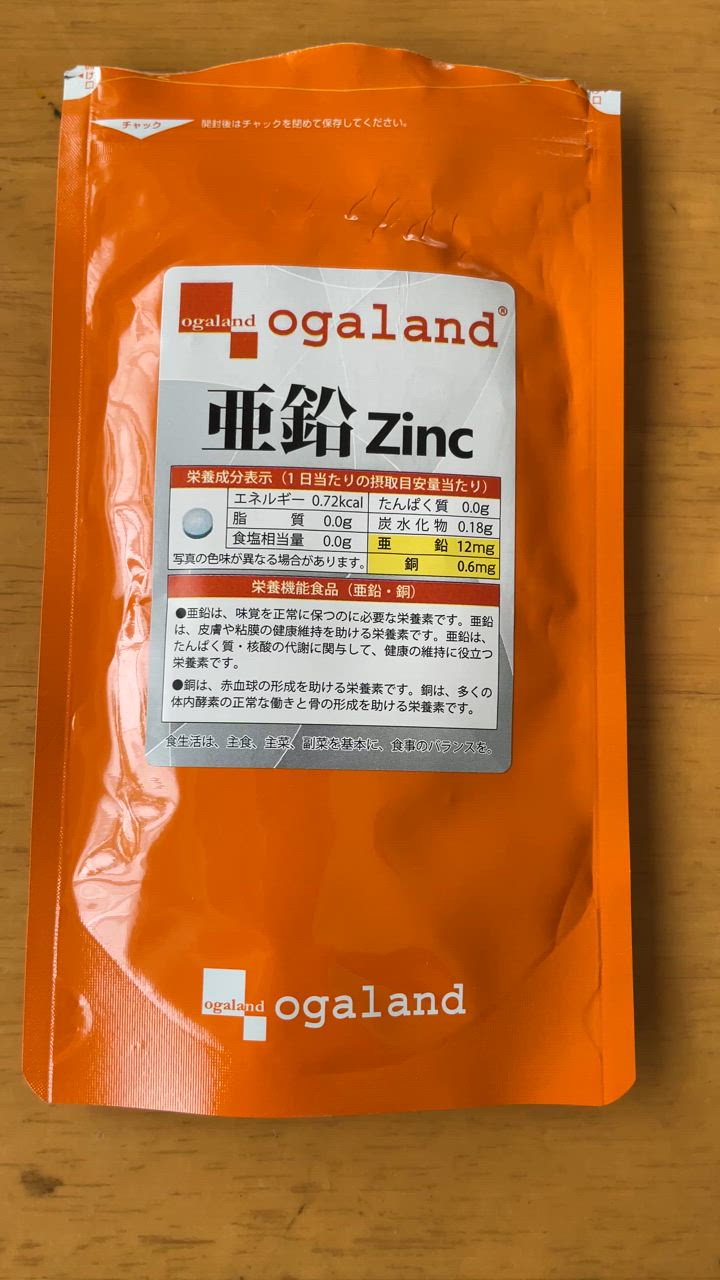 チャック 開封後はチャックを閉めて保存してください。
ogaland ogaland®
亜鉛 Zinc
栄養成分表示（1日当たりの摂取目安量当たり）
エネルギー 0.72kcal たんぱく質 0.0g
脂質 0.0g 炭水化物 0.18g
食塩相当量 0.0g 亜鉛 12mg
写真の色味が異なる場合があります。 銅 0.6mg
栄養機能食品（亜鉛・銅）
●亜鉛は、味覚を正常に保つのに必要な栄養素です。亜鉛
は、皮膚や粘膜の健康維持を助ける栄養素です。亜鉛は、
たんぱく質・核酸の代謝に関与して、健康の維持に役立つ
栄養素です。
●銅は、赤血球の形成を助ける栄養素です。銅は、多くの
体内酵素の正常な働きと骨の形成を助ける栄養素です。
食生活は、主食、主菜、副菜を基本に、食事のバランスを。
ogaland ogaland